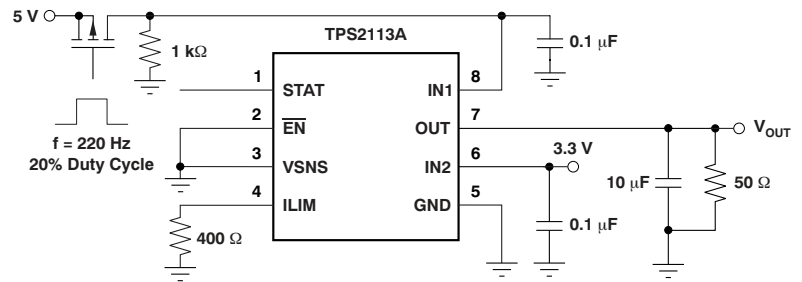 5 V
TPS2113A
0.1 µF
1 kΩ
1
STAT
IN1
8
2
EN
OUT
7
VOUT
f = 220 Hz
20% Duty Cycle
3
VSNS
IN2
6
3.3 V
10 µF
50 Ω
4
ILIM
GND
5
0.1 µF
400 Ω